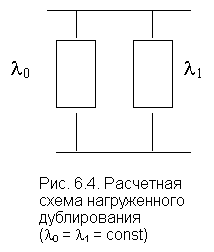 λ₀
λ₁
Рис. 6.4. Расчетная
схема нагруженного
дублирования
(λ₀ = λ₁ = const)